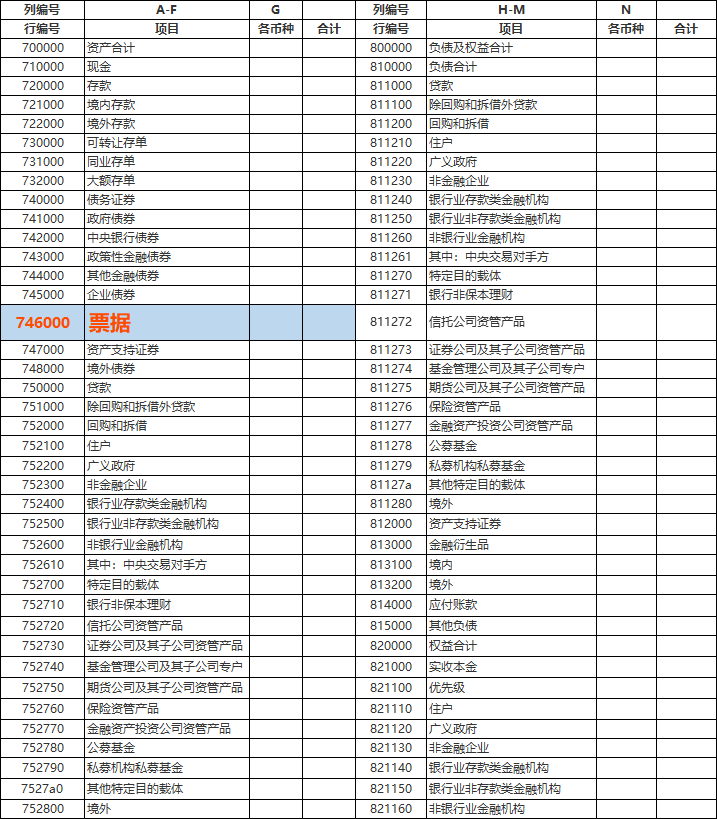 列编号 A-F G 列编号 H-M N
行编号 项目 各币种 合计 行编号 项目 各币种 合计
700000 资产合计 800000 负债及权益合计
710000 现金 810000 负债合计
720000 存款 811000 贷款
721000 境内存款 811100 除回购和拆借外贷款
722000 境外存款 811200 回购和拆借
730000 可转让存单 811210 住户
731000 同业存单 811220 广义政府
732000 大额存单 811230 非金融企业
740000 债务证券 811240 银行业存款类金融机构
741000 政府债券 811250 银行业非存款类金融机构
742000 中央银行债券 811260 非银行业金融机构
743000 政策性金融债券 811261 其中：中央交易对手方
744000 其他金融债券 811270 特定目的载体
745000 企业债券 811271 银行非保本理财
746000 票据 811272 信托公司资管产品
747000 资产支持证券 811273 证券公司及其子公司资管产品
748000 境外债券 811274 基金管理公司及其子公司专户
750000 贷款 811275 期货公司及其子公司资管产品
751000 除回购和拆借外贷款 811276 保险资管产品
752000 回购和拆借 811277 金融资产投资公司资管产品
752100 住户 811278 公募基金
752200 广义政府 811279 私募机构私募基金
752300 非金融企业 81127a 其他特定目的载体
752400 银行业存款类金融机构 811280 境外
752500 银行业非存款类金融机构 812000 资产支持证券
752600 非银行业金融机构 813000 金融衍生品
752610 其中：中央交易对手方 813100 境内
752700 特定目的载体 813200 境外
752710 银行非保本理财 814000 应付账款
752720 信托公司资管产品 815000 其他负债
752730 证券公司及其子公司资管产品 820000 权益合计
752740 基金管理公司及其子公司专户 821000 实收本金
752750 期货公司及其子公司资管产品 821100 优先级
752760 保险资管产品 821110 住户
752770 金融资产投资公司资管产品 821120 广义政府
752780 公募基金 821130 非金融企业
752790 私募机构私募基金 821140 银行业存款类金融机构
7527a0 其他特定目的载体 821150 银行业非存款类金融机构
752800 境外 821160 非银行业金融机构